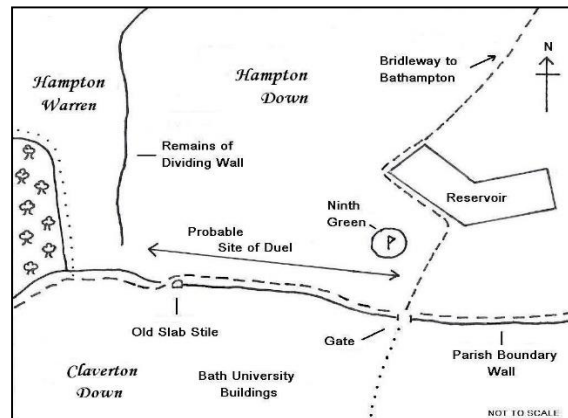 Hampton
Warren
Hampton
Down
Bridleway to
Bathampton
N
Remains of
Dividing Wall
Reservoir
Ninth
Green
Probable
Site of Duel
Old Slab Stile
Gate
Parish Boundary
Wall
Claverton
Down
Bath University
Buildings
NOT TO SCALE